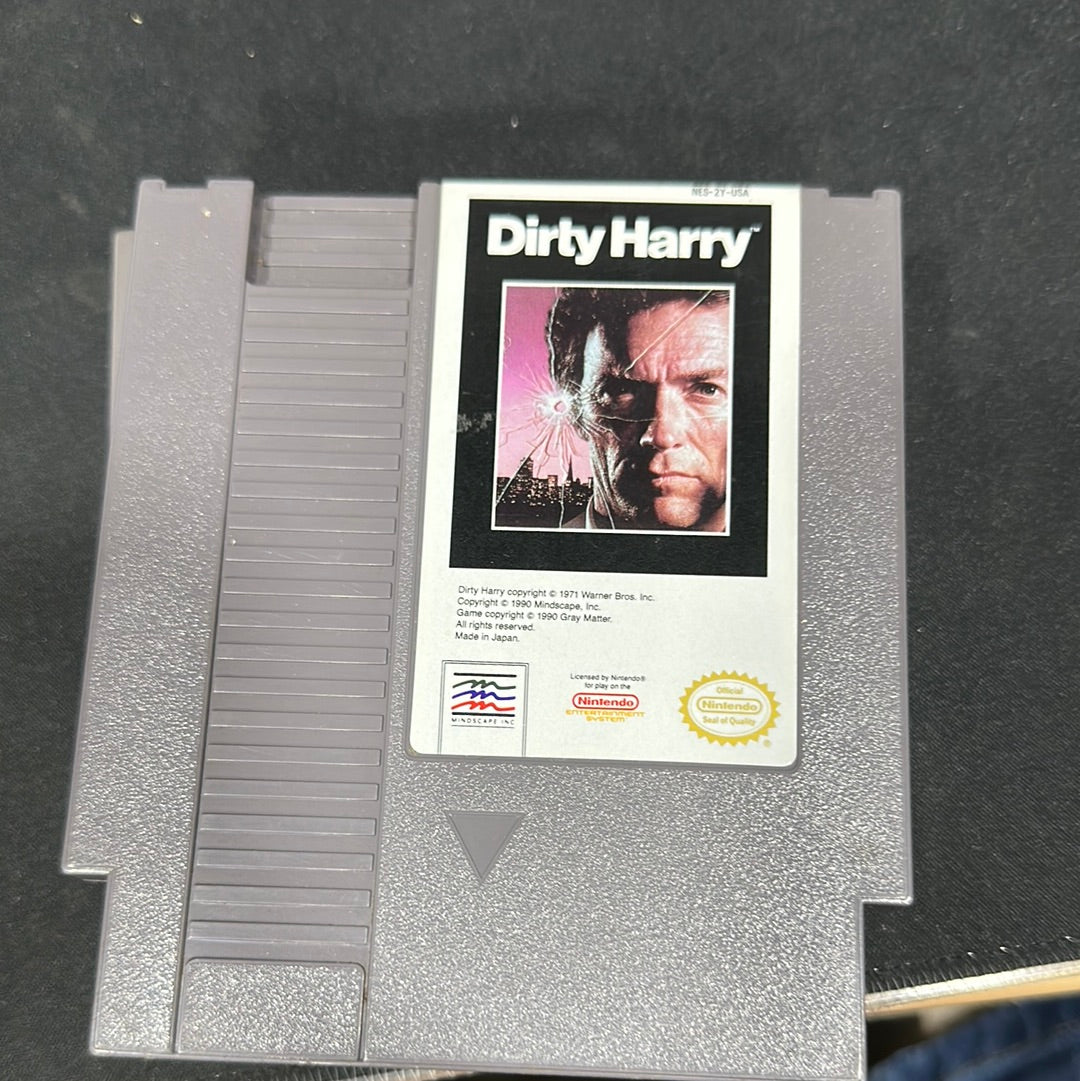 NES-2Y-USA
Dirty Harry™
Dirty Harry copyright © 1971 Warner Bros. Inc.
Copyright © 1990 Mindscape, Inc.
Game copyright © 1990 Gray Matter.
All rights reserved.
Made in Japan.
MINDSCAPE INC
Licensed by Nintendo®
for play on the
Nintendo
ENTERTAINMENT
SYSTEM™
Official
Nintendo
Seal of Quality
®